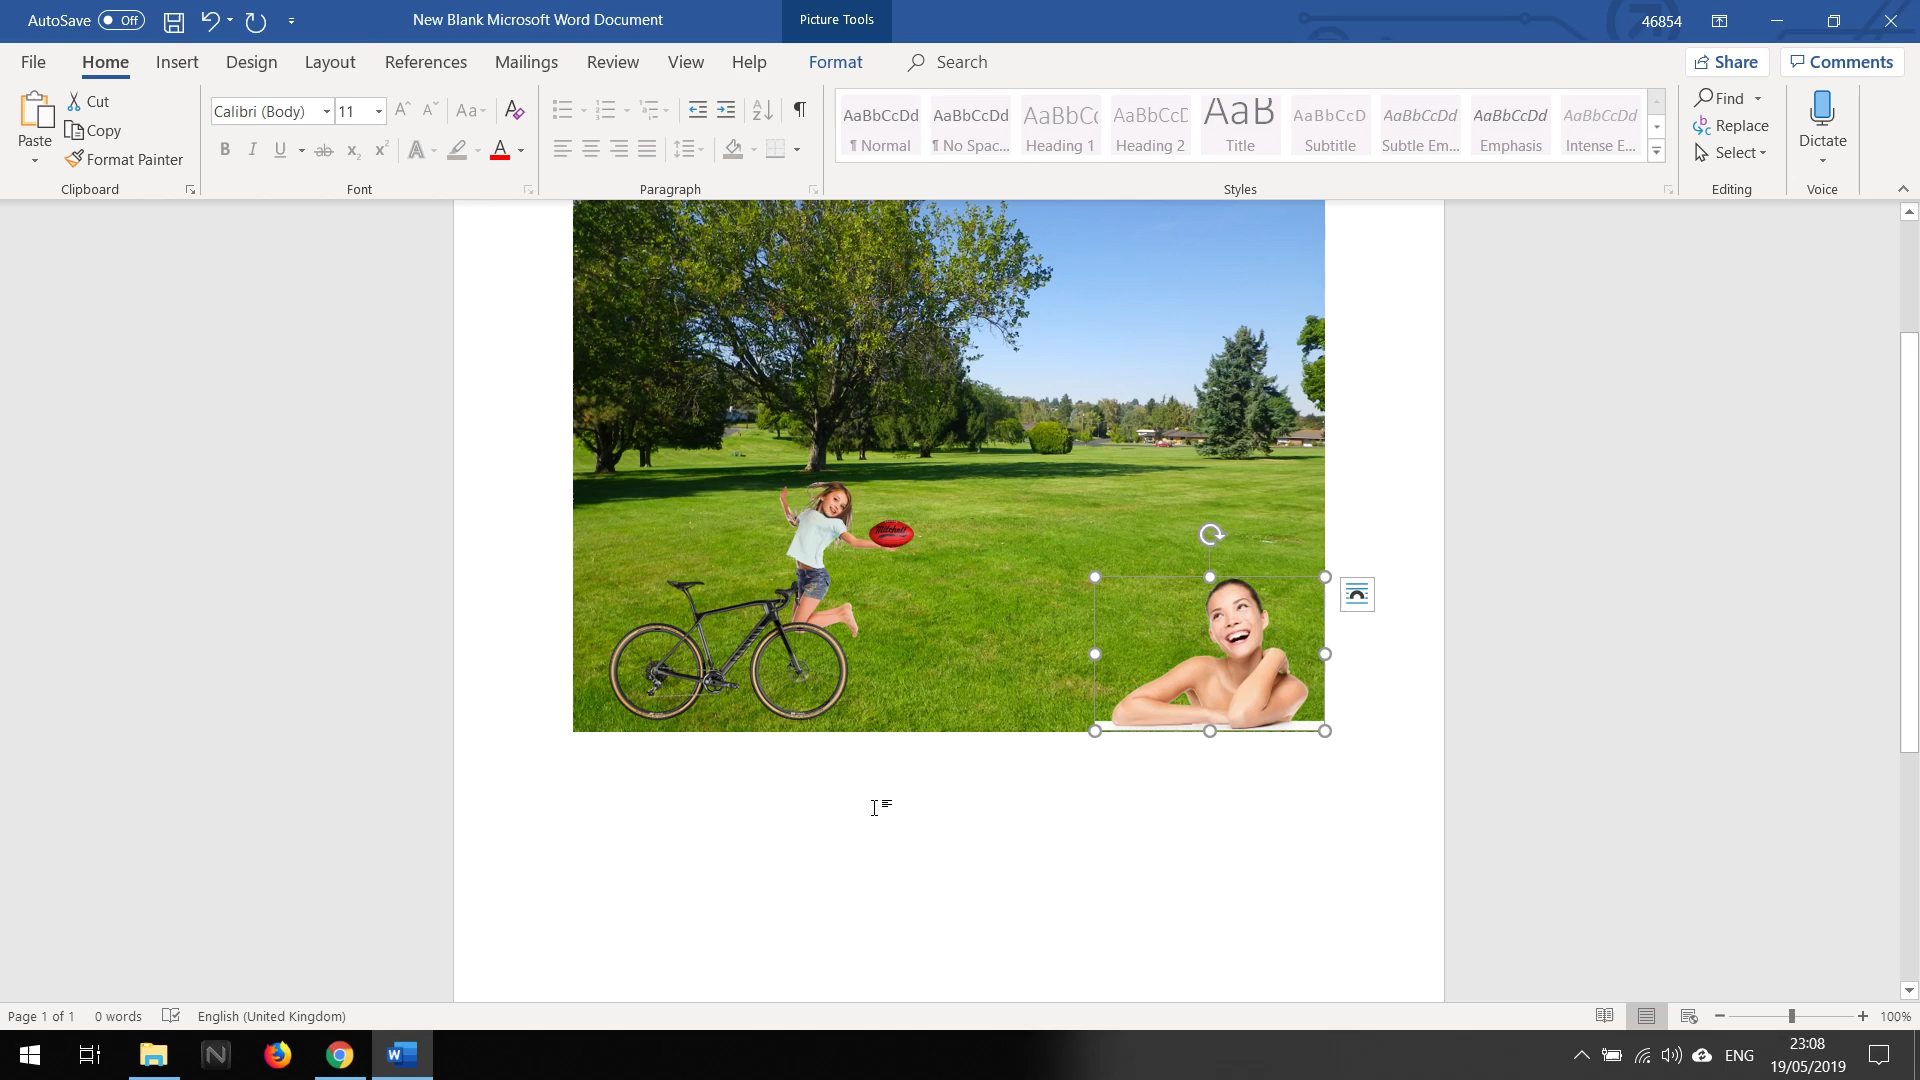 AutoSave Off New Blank Microsoft Word Document Picture Tools 46854
File Home Insert Design Layout References Mailings Review View Help Format Search Share Comments
Paste
Cut
Copy
Format Painter
Clipboard
Calibri (Body) 11
Font
Paragraph
AaBbCcDd
¶ Normal
AaBbCcDd
¶ No Spac...
AaBbCc
Heading 1
AaBbCcD
Heading 2
AaB
Title
AaBbCcD
Subtitle
AaBbCcDd
Subtle Em...
AaBbCcDd
Emphasis
AaBbCcDd
Intense E...
Styles
Find
Replace
Select
Editing
Dictate
Voice
Mitchell
Page 1 of 1 0 words English (United Kingdom) 100%
N W ENG
23:08
19/05/2019